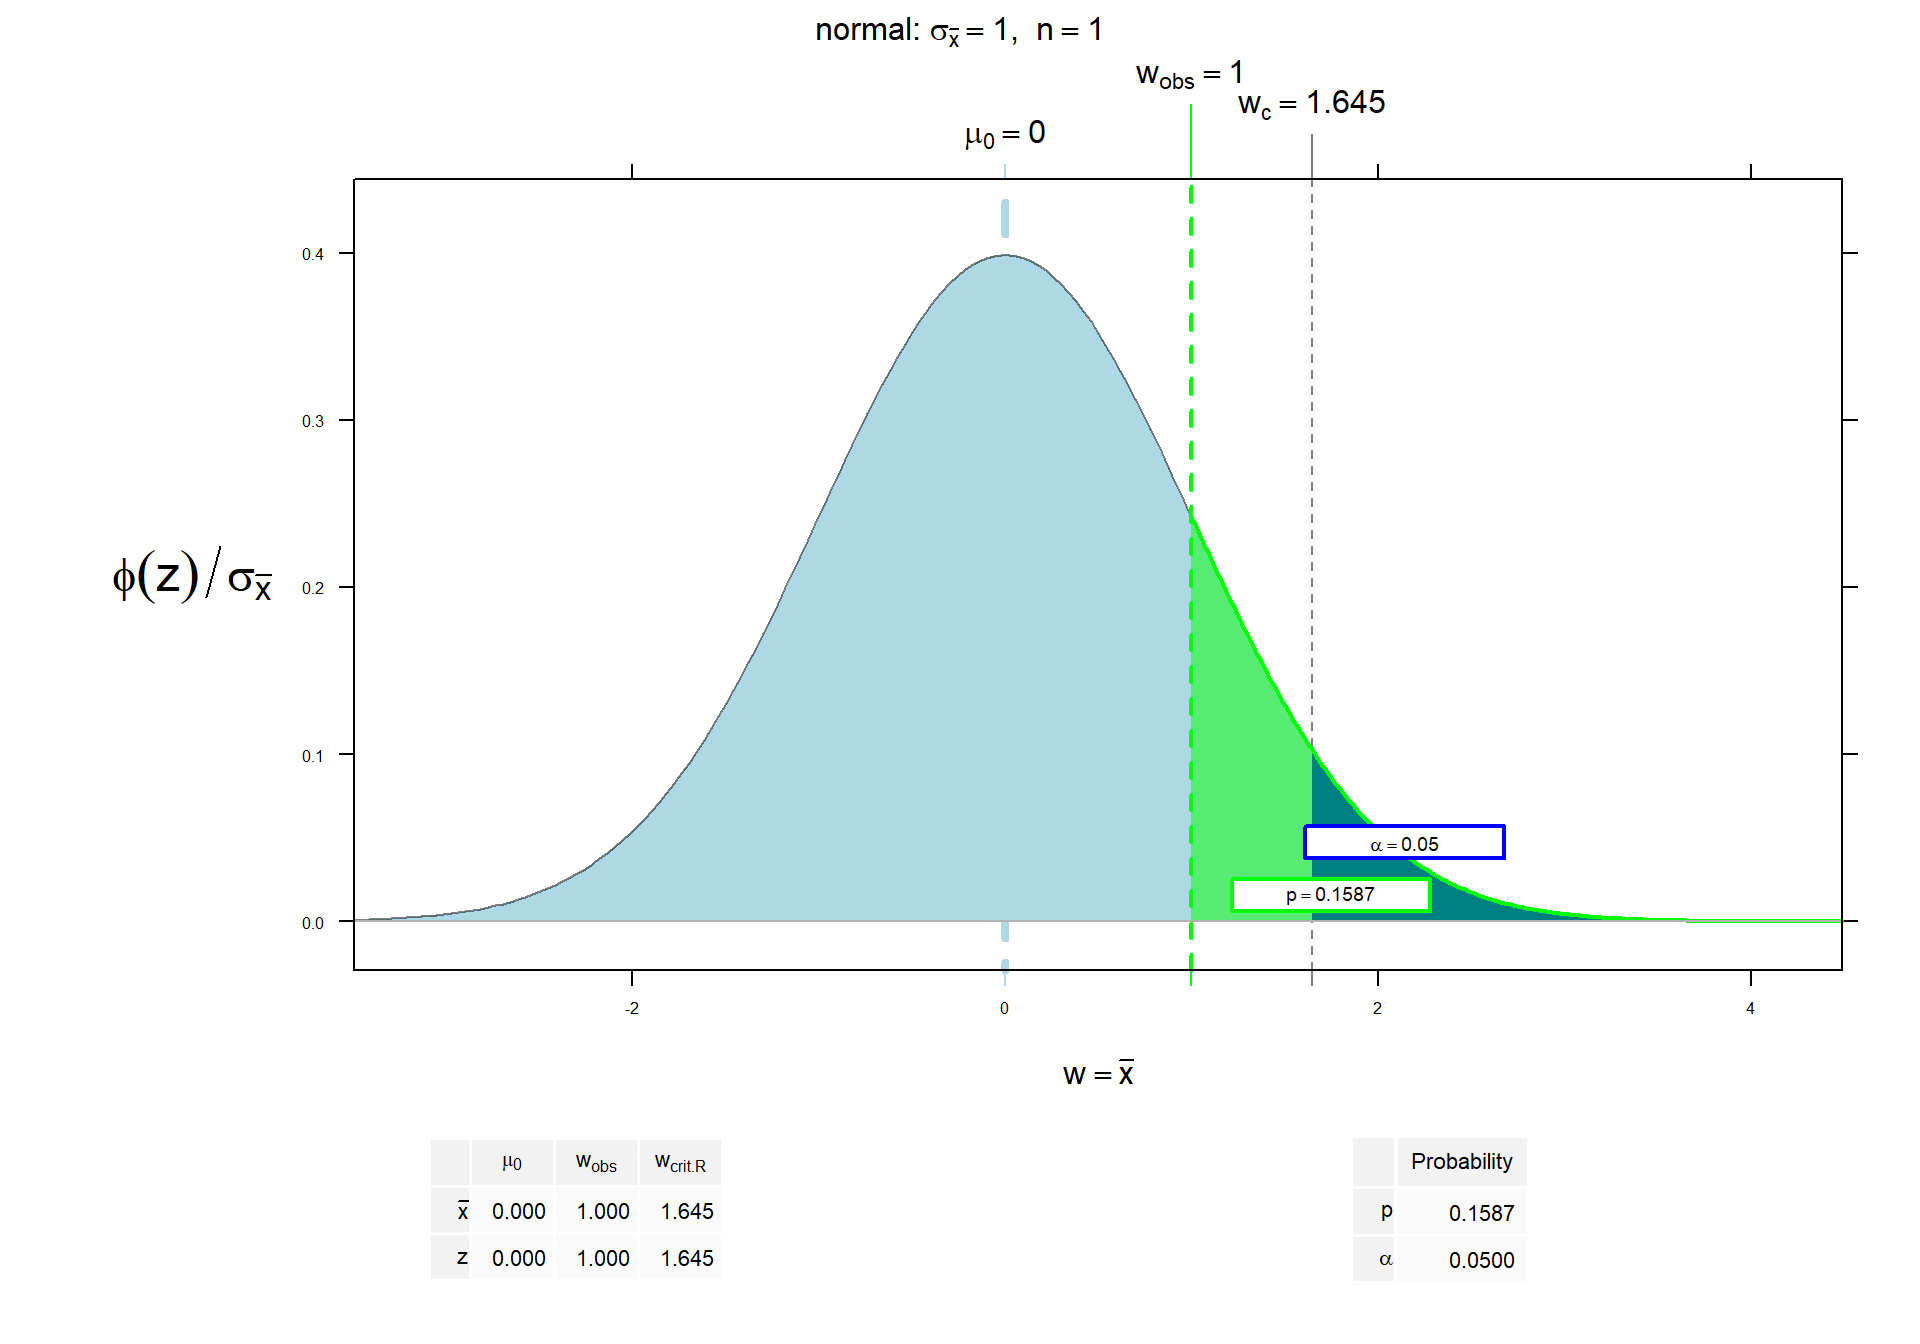 normal: σx̄ = 1, n = 1
wobs = 1
wc = 1.645
μ0 = 0
0.4
0.3
0.2
0.1
0.0
ϕ(z)/σx̄
α = 0.05
p = 0.1587
-2 0 2 4
w = x̄
μ0 wobs wcrit.R
x̄ 0.000 1.000 1.645
z 0.000 1.000 1.645
Probability
p 0.1587
α 0.0500